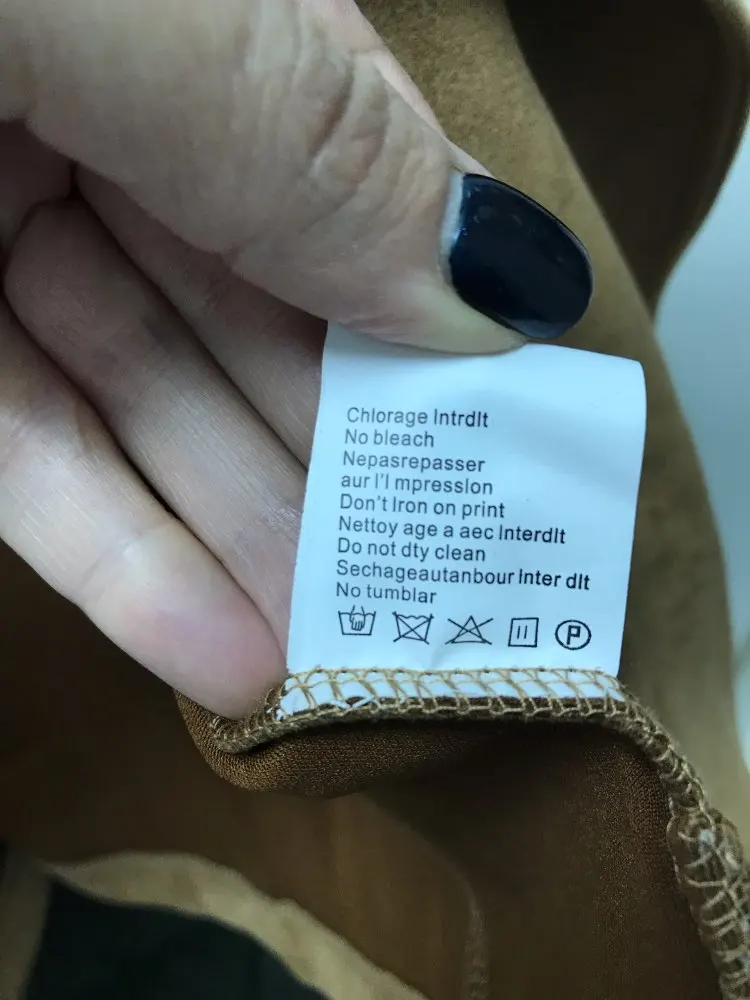 Chlorage Intrdlt
No bleach
Nepasrepasser
aur l'l mpresslon
Don't Iron on print
Nettoy age a aec Interdlt
Do not dty clean
Sechageautanbour Inter dlt
No tumblar
P